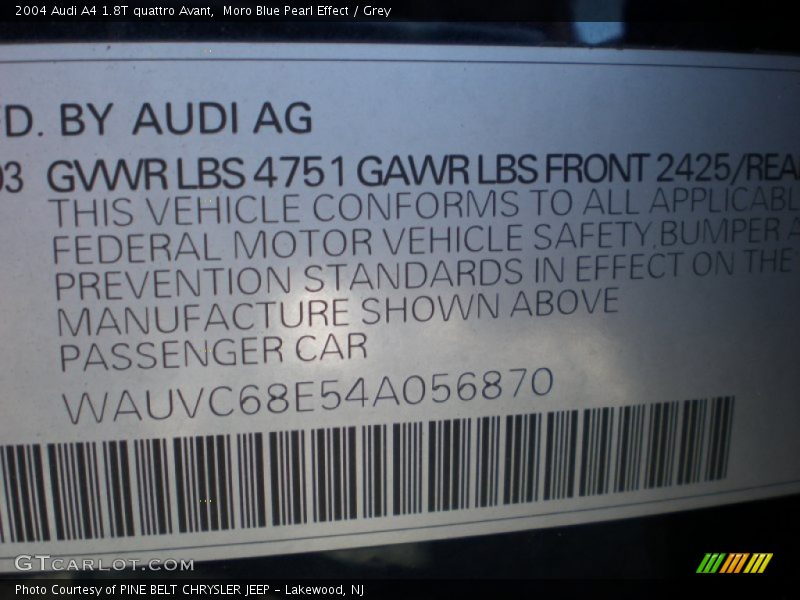 2004 Audi A4 1.8T quattro Avant,  Moro Blue Pearl Effect / Grey
FD. BY AUDI AG
03 GVWR LBS 4751 GAWR LBS FRONT 2425/REA
THIS VEHICLE CONFORMS TO ALL APPLICABL
FEDERAL MOTOR VEHICLE SAFETY, BUMPER A
PREVENTION STANDARDS IN EFFECT ON THE
MANUFACTURE SHOWN ABOVE
PASSENGER CAR
WAUVC68E54A056870
GTCARLOT.COM
Photo Courtesy of PINE BELT CHRYSLER JEEP - Lakewood, NJ